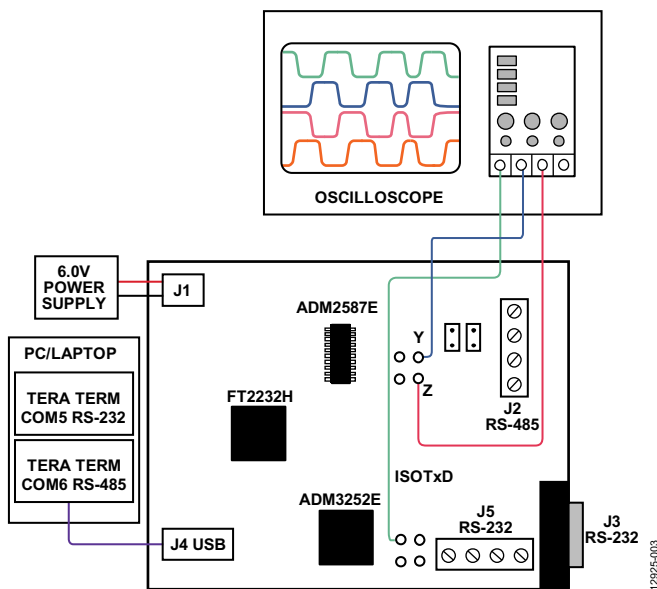 OSCILLOSCOPE
6.0V
POWER
SUPPLY
J1
ADM2587E
Y
Z
J2
RS-485
PC/LAPTOP
TERA TERM
COM5 RS-232
TERA TERM
COM6 RS-485
FT2232H
ISOTxD
ADM3252E
J5
RS-232
J3
RS-232
J4 USB
12925-003